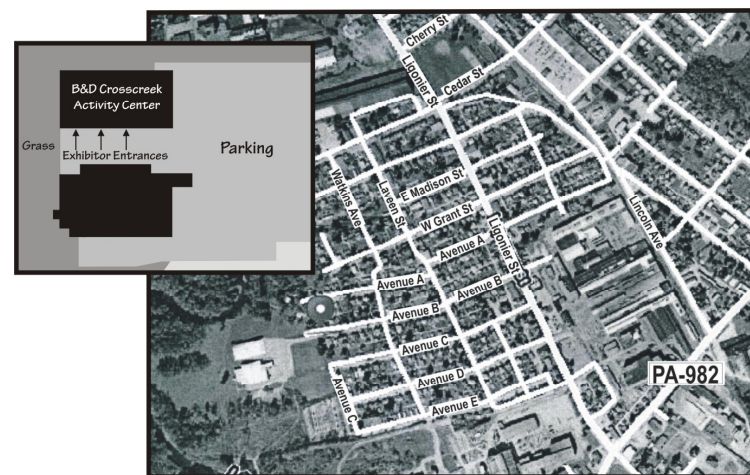 B&D Crosscreek
Activity Center
Grass
Exhibitor Entrances
Parking
Cherry St
Cedar St
Ligonier St
E Madison St
Watkins Ave
Laveen St
W Grant St
Lincoln Ave
Ligonier St
Avenue A
Avenue A
Avenue B
Avenue B
Avenue C
Avenue D
Avenue C
Avenue E
PA-982